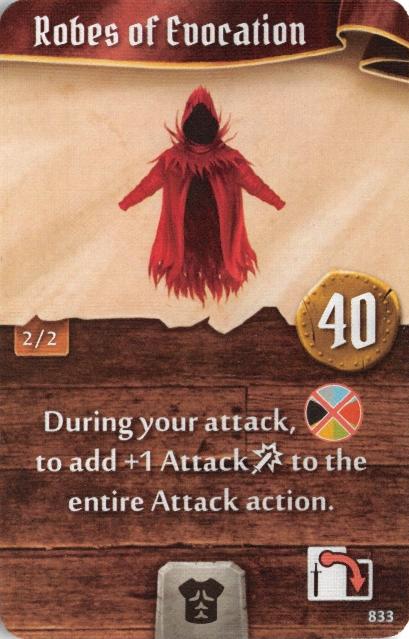 Robes of Evocation
2/2
40
During your attack,
to add +1 Attack to the
entire Attack action.
833